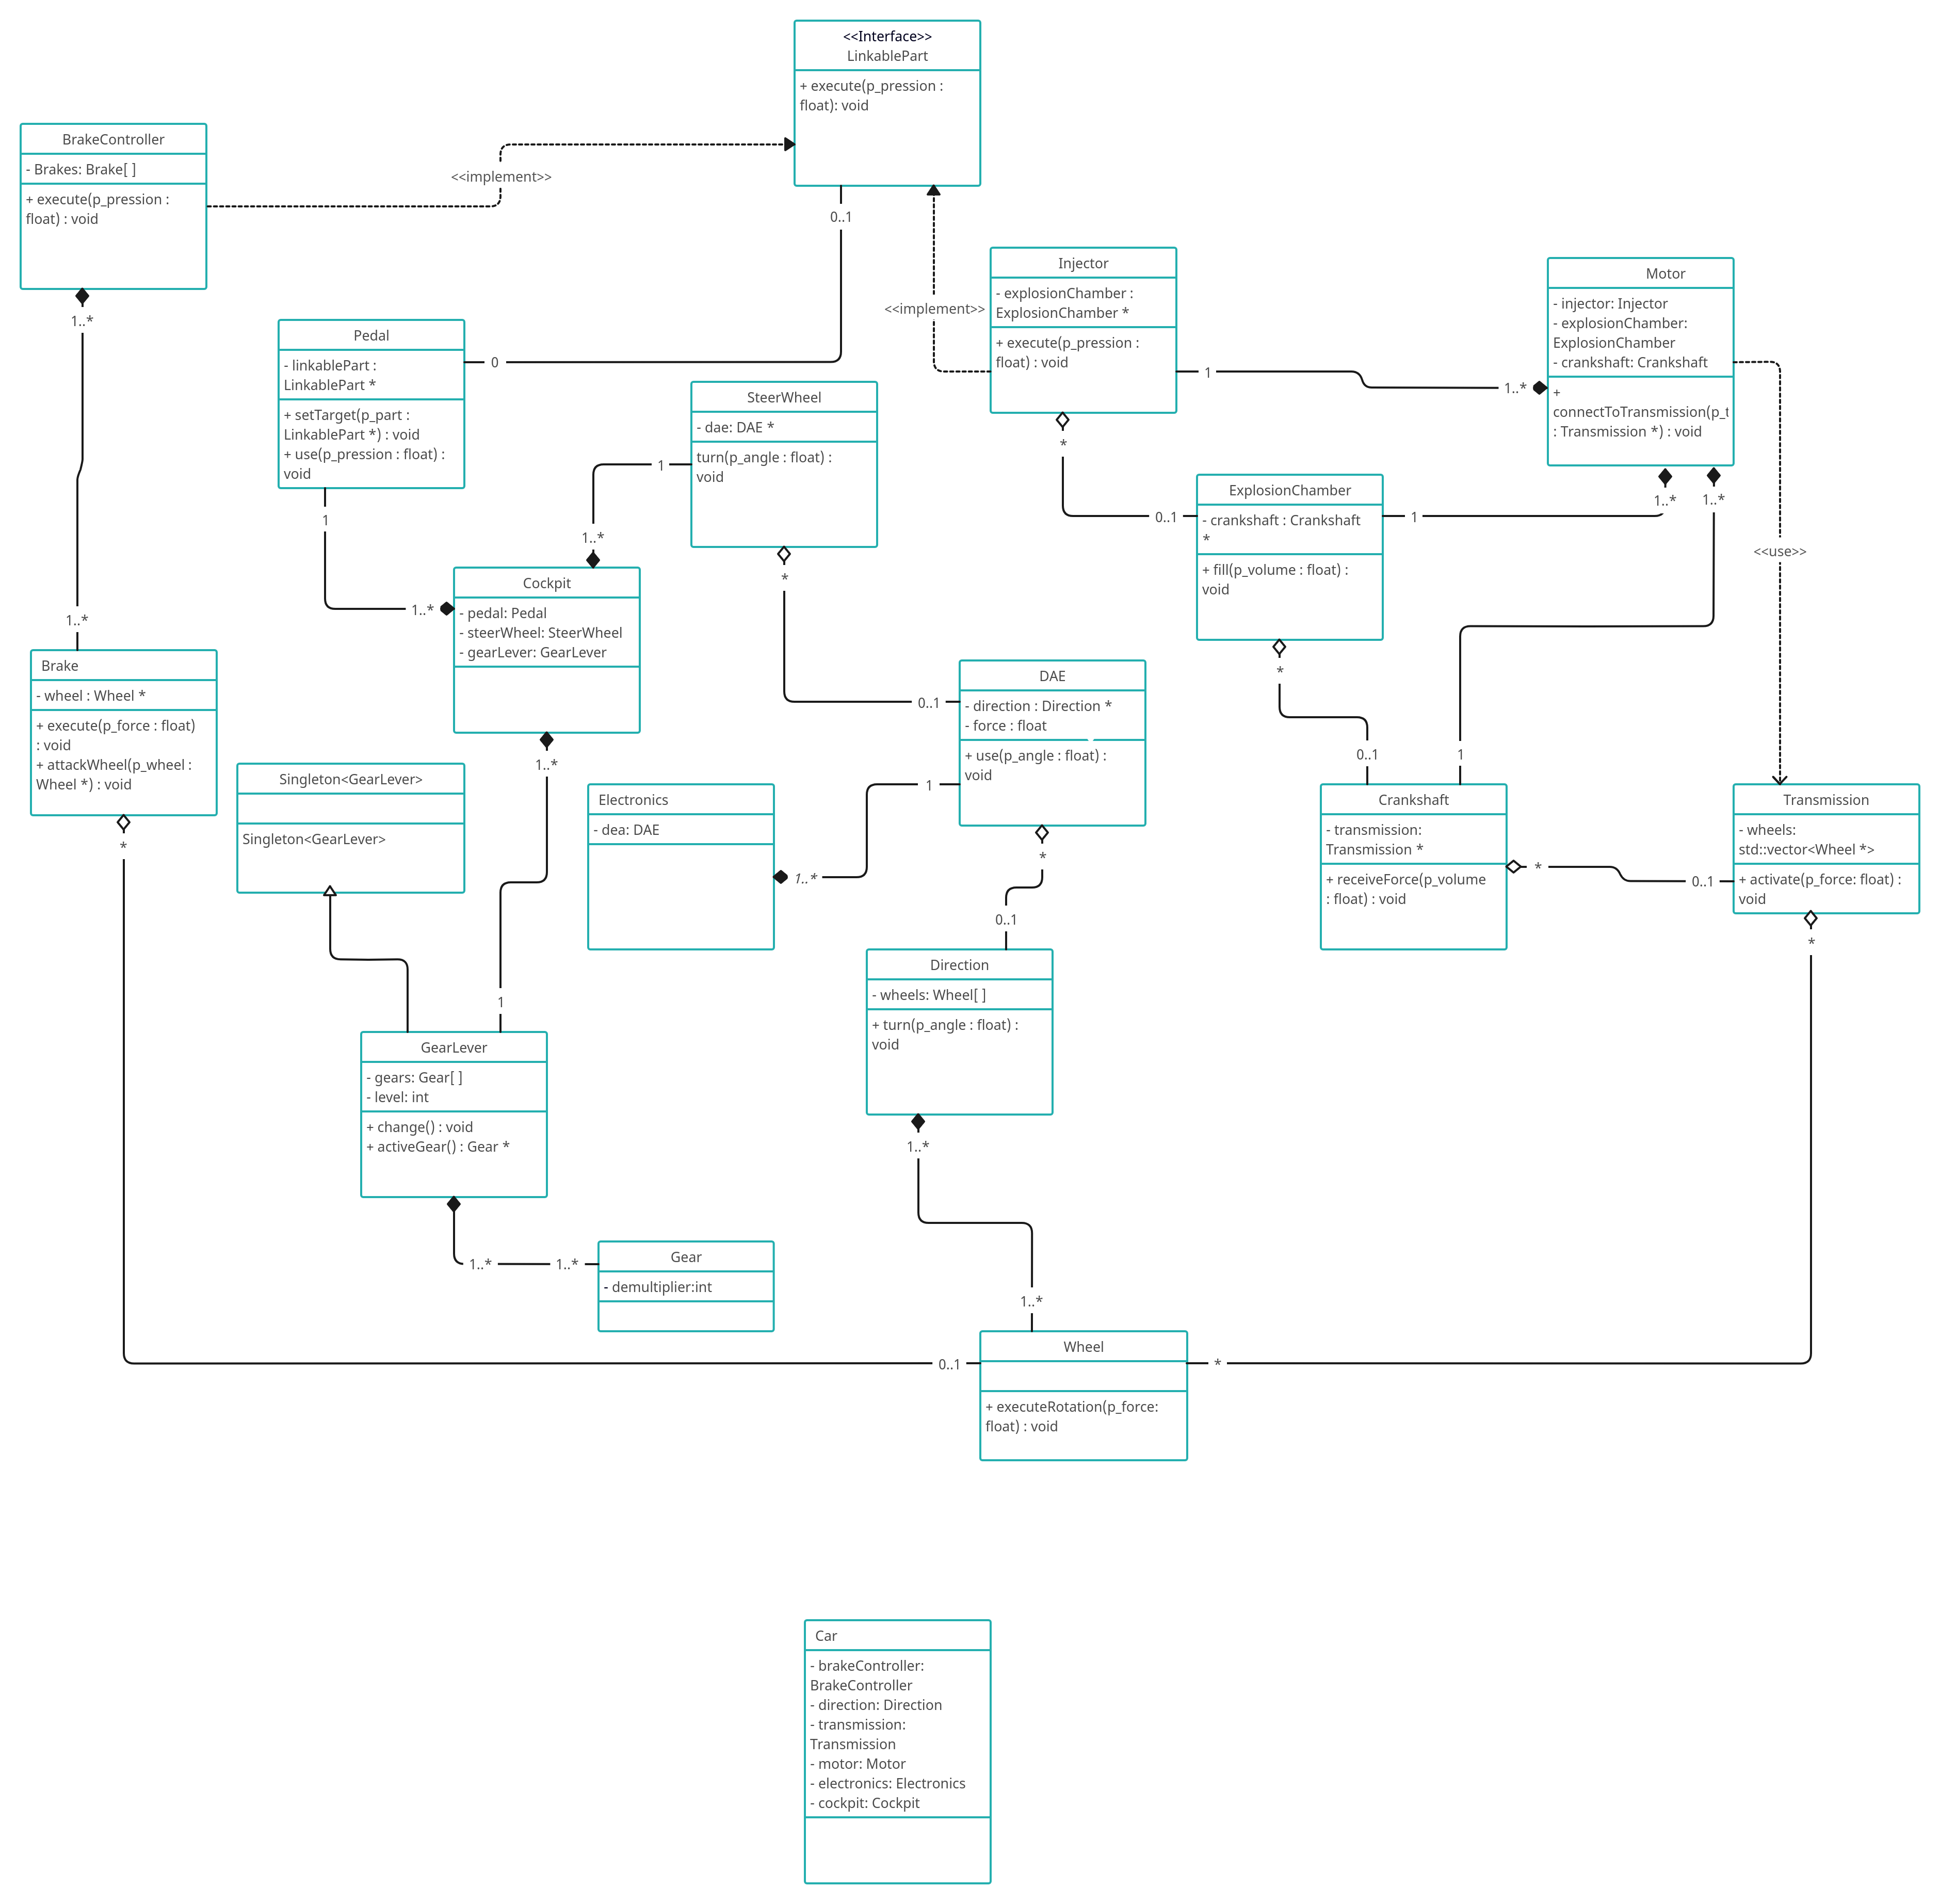 <<Interface>>
LinkablePart
+ execute(p_pression :
float): void
BrakeController
- Brakes: Brake[ ]
+ execute(p_pression :
float) : void
<<implement>>
0..1
<<implement>>
Injector
- explosionChamber :
ExplosionChamber *
+ execute(p_pression :
float) : void
Motor
- injector: Injector
- explosionChamber:
ExplosionChamber
- crankshaft: Crankshaft
+
connectToTransmission(p_t
: Transmission *) : void
1..*
Pedal
- linkablePart :
LinkablePart *
+ setTarget(p_part :
LinkablePart *) : void
+ use(p_pression : float) :
void
0
1
1..*
SteerWheel
- dae: DAE *
turn(p_angle : float) :
void
1
1..*
*
*
0..1
ExplosionChamber
- crankshaft : Crankshaft
*
+ fill(p_volume : float) :
void
1
1..*
1..*
<<use>>
1
1..*
Cockpit
- pedal: Pedal
- steerWheel: SteerWheel
- gearLever: GearLever
1..*
1..*
Brake
- wheel : Wheel *
+ execute(p_force : float)
: void
+ attackWheel(p_wheel :
Wheel *) : void
*
0..1
DAE
- direction : Direction *
- force : float
+ use(p_angle : float) :
void
*
0..1
1
Singleton<GearLever>
Singleton<GearLever>
Electronics
- dea: DAE
1
1..*
*
0..1
Crankshaft
- transmission:
Transmission *
+ receiveForce(p_volume
: float) : void
*
0..1
Transmission
- wheels:
std::vector<Wheel *>
+ activate(p_force: float) :
void
*
Direction
- wheels: Wheel[ ]
+ turn(p_angle : float) :
void
1..*
1
GearLever
- gears: Gear[ ]
- level: int
+ change() : void
+ activeGear() : Gear *
1..*
1..*
Gear
- demultiplier:int
1..*
0..1
Wheel
+ executeRotation(p_force:
float) : void
*
Car
- brakeController:
BrakeController
- direction: Direction
- transmission:
Transmission
- motor: Motor
- electronics: Electronics
- cockpit: Cockpit